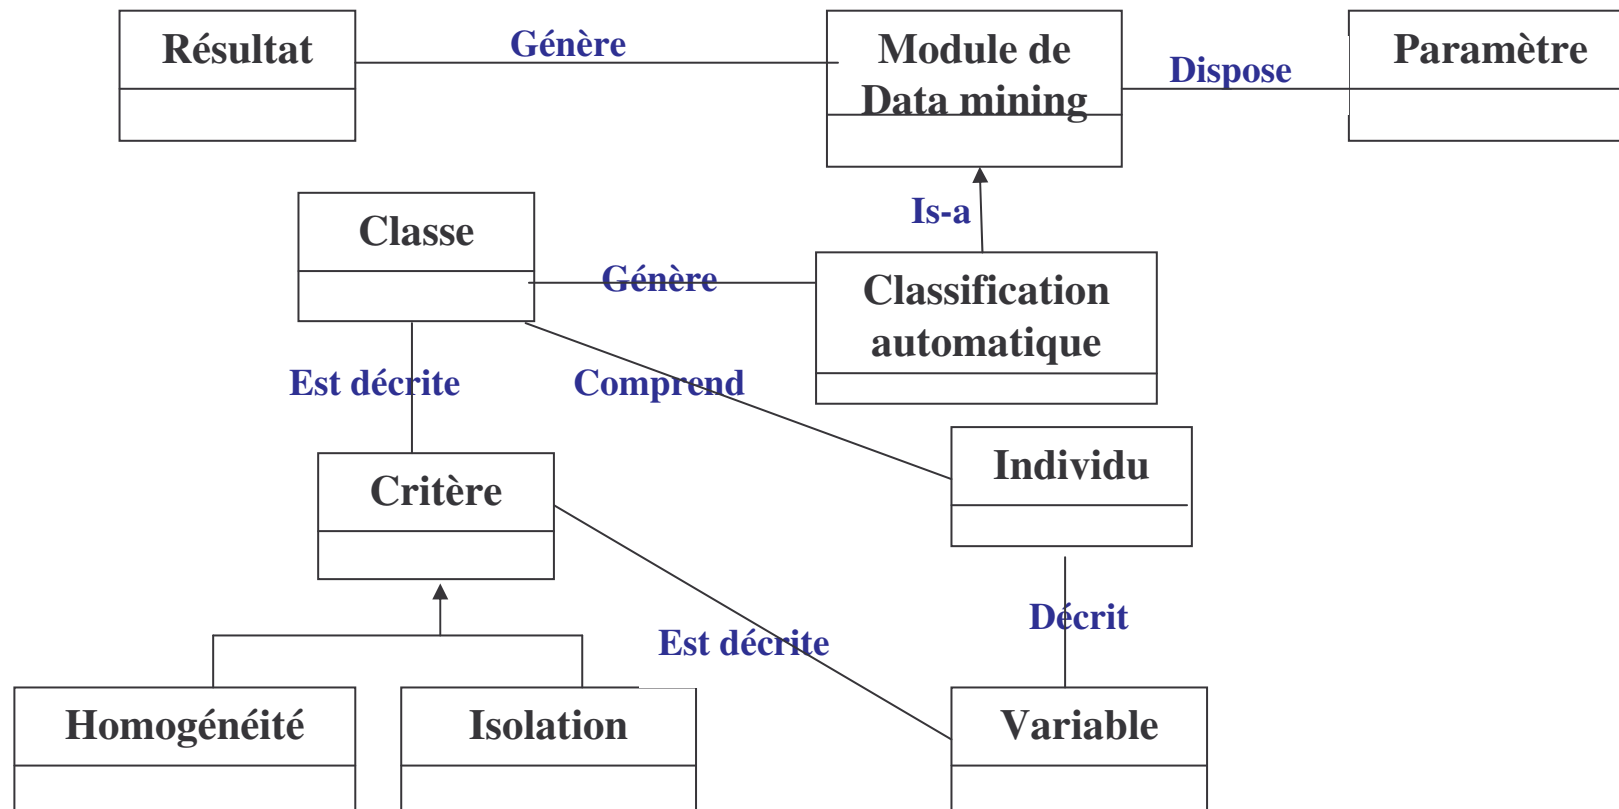 Résultat
Génère
Module de
Data mining
Dispose
Paramètre
Is-a
Classe
Génère
Classification
automatique
Est décrite
Comprend
Individu
Critère
Décrit
Est décrite
Homogénéité
Isolation
Variable